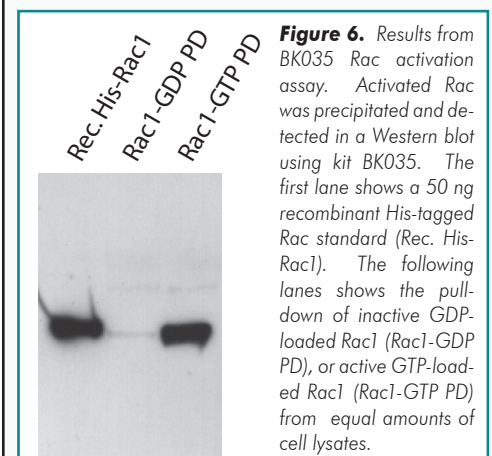 Rec. His-Rac1
Rac1-GDP PD
Rac1-GTP PD
Figure 6. Results from
BK035 Rac activation
assay. Activated Rac
was precipitated and de-
tected in a Western blot
using kit BK035. The
first lane shows a 50 ng
recombinant His-tagged
Rac standard (Rec. His-
Rac1). The following
lanes shows the pull-
down of inactive GDP-
loaded Rac1 (Rac1-GDP
PD), or active GTP-load-
ed Rac1 (Rac1-GTP PD)
from equal amounts of
cell lysates.